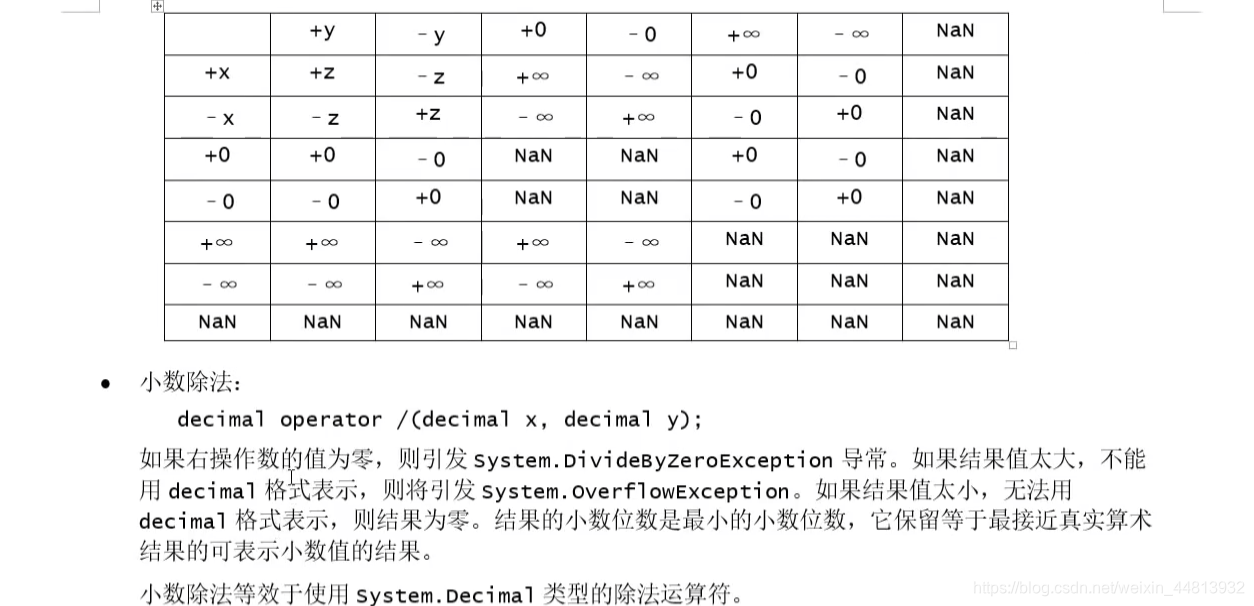 +y - y +0 - 0 +∞ - ∞ NaN
+x +z - z +∞ - ∞ +0 - 0 NaN
- x - z +z - ∞ +∞ - 0 +0 NaN
+0 +0 - 0 NaN NaN +0 - 0 NaN
- 0 - 0 +0 NaN NaN - 0 +0 NaN
+∞ +∞ - ∞ +∞ - ∞ NaN NaN NaN
- ∞ - ∞ +∞ - ∞ +∞ NaN NaN NaN
NaN NaN NaN NaN NaN NaN NaN NaN
● 小数除法:
decimal operator /(decimal x, decimal y);
如果右操作数的值为零，则引发 System.DivideByZeroException 导常。如果结果值太大，不能
用 decimal 格式表示，则将引发 System.OverflowException。如果结果值太小，无法用
decimal 格式表示，则结果为零。结果的小数位数是最小的小数位数，它保留等于最接近真实算术
结果的可表示小数值的结果。
小数除法等效于使用 System.Decimal 类型的除法运算符。
https://blog.csdn.net/weixin_44813932